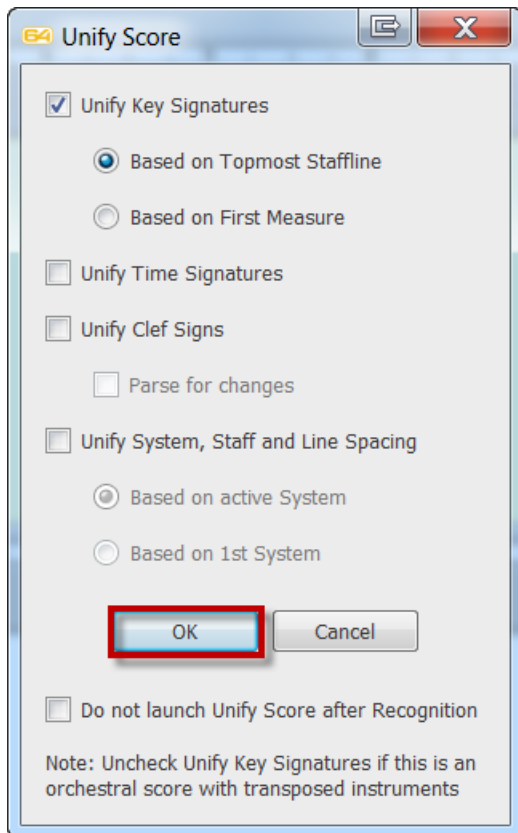 64 Unify Score
Unify Key Signatures
Based on Topmost Staffline
Based on First Measure
Unify Time Signatures
Unify Clef Signs
Parse for changes
Unify System, Staff and Line Spacing
Based on active System
Based on 1st System
OK Cancel
Do not launch Unify Score after Recognition
Note: Uncheck Unify Key Signatures if this is an
orchestral score with transposed instruments